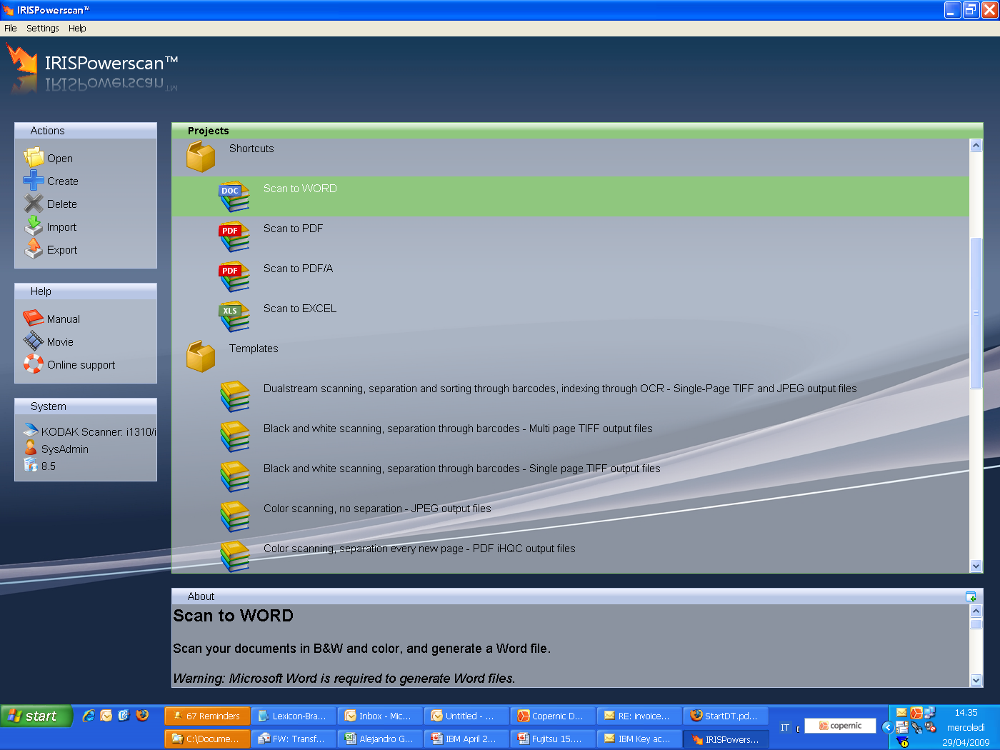 IRISPowerscan™
File Settings Help
IRISPowerscan™
Actions
Open
Create
Delete
Import
Export
Help
Manual
Movie
Online support
System
KODAK Scanner: i1310/i
SysAdmin
8.5
Projects
Shortcuts
DOC Scan to WORD
PDF Scan to PDF
PDF Scan to PDF/A
XLS Scan to EXCEL
Templates
Dualstream scanning, separation and sorting through barcodes, indexing through OCR - Single-Page TIFF and JPEG output files
Black and white scanning, separation through barcodes - Multi page TIFF output files
Black and white scanning, separation through barcodes - Single page TIFF output files
Color scanning, no separation - JPEG output files
Color scanning, separation every new page - PDF iHQC output files
About
Scan to WORD
Scan your documents in B&W and color, and generate a Word file.
Warning: Microsoft Word is required to generate Word files.
start
67 Reminders Lexicon-Bra... Inbox - Mic... Untitled - ... Copernic D... RE: invoice... StartDT.pd...
C:\Docume... FW: Transf... Alejandro G... IBM April 2... Fujitsu 15.... IBM Key ac... IRISPowers...
IT
copernic
14.35
mercoledì
29/04/2009